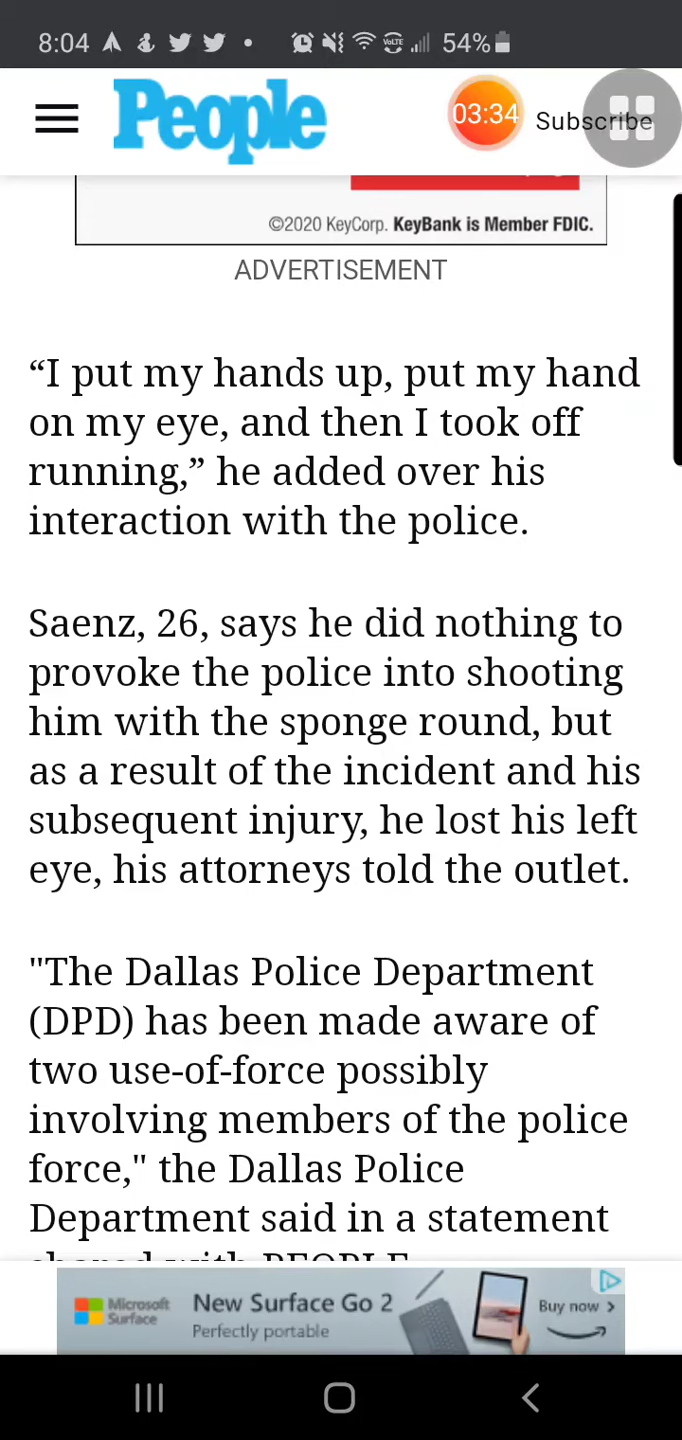 8:04 VoLTE 54%
People 03:34 Subscribe
©2020 KeyCorp. KeyBank is Member FDIC.
ADVERTISEMENT
“I put my hands up, put my hand
on my eye, and then I took off
running,” he added over his
interaction with the police.
Saenz, 26, says he did nothing to
provoke the police into shooting
him with the sponge round, but
as a result of the incident and his
subsequent injury, he lost his left
eye, his attorneys told the outlet.
"The Dallas Police Department
(DPD) has been made aware of
two use-of-force possibly
involving members of the police
force," the Dallas Police
Department said in a statement
shared with PEOPLE
Microsoft
Surface
New Surface Go 2
Perfectly portable
Buy now >